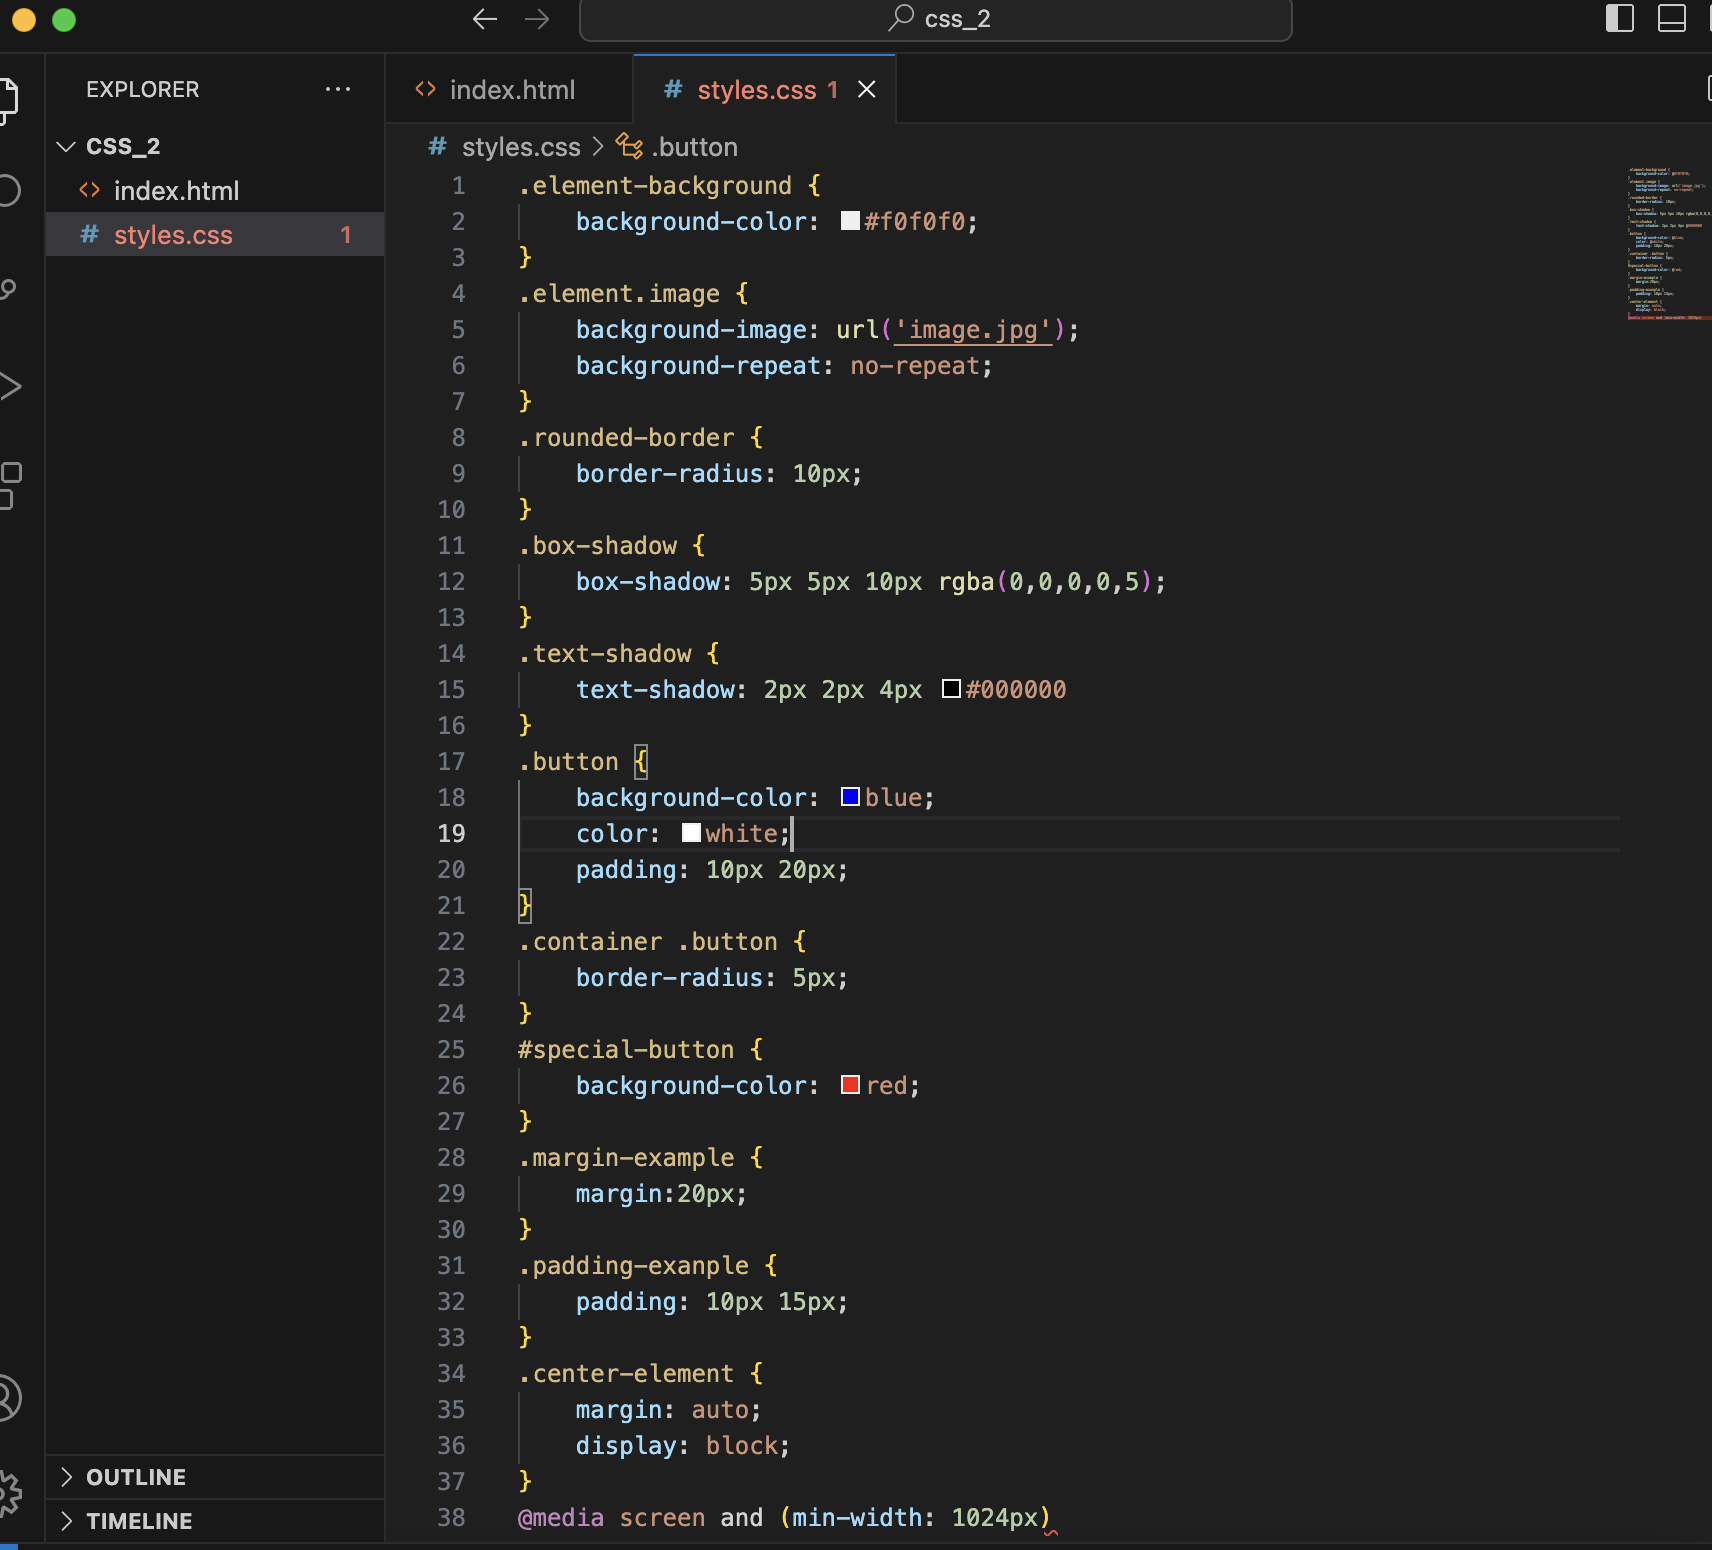 css_2
EXPLORER
CSS_2
index.html
styles.css 1
OUTLINE
TIMELINE
index.html
styles.css 1
styles.css > .button
1 .element-background {
2 background-color: #f0f0f0;
3 }
4 .element.image {
5 background-image: url('image.jpg');
6 background-repeat: no-repeat;
7 }
8 .rounded-border {
9 border-radius: 10px;
10 }
11 .box-shadow {
12 box-shadow: 5px 5px 10px rgba(0,0,0,0,5);
13 }
14 .text-shadow {
15 text-shadow: 2px 2px 4px #000000
16 }
17 .button {
18 background-color: blue;
19 color: white;
20 padding: 10px 20px;
21 }
22 .container .button {
23 border-radius: 5px;
24 }
25 #special-button {
26 background-color: red;
27 }
28 .margin-example {
29 margin:20px;
30 }
31 .padding-exanple {
32 padding: 10px 15px;
33 }
34 .center-element {
35 margin: auto;
36 display: block;
37 }
38 @media screen and (min-width: 1024px)